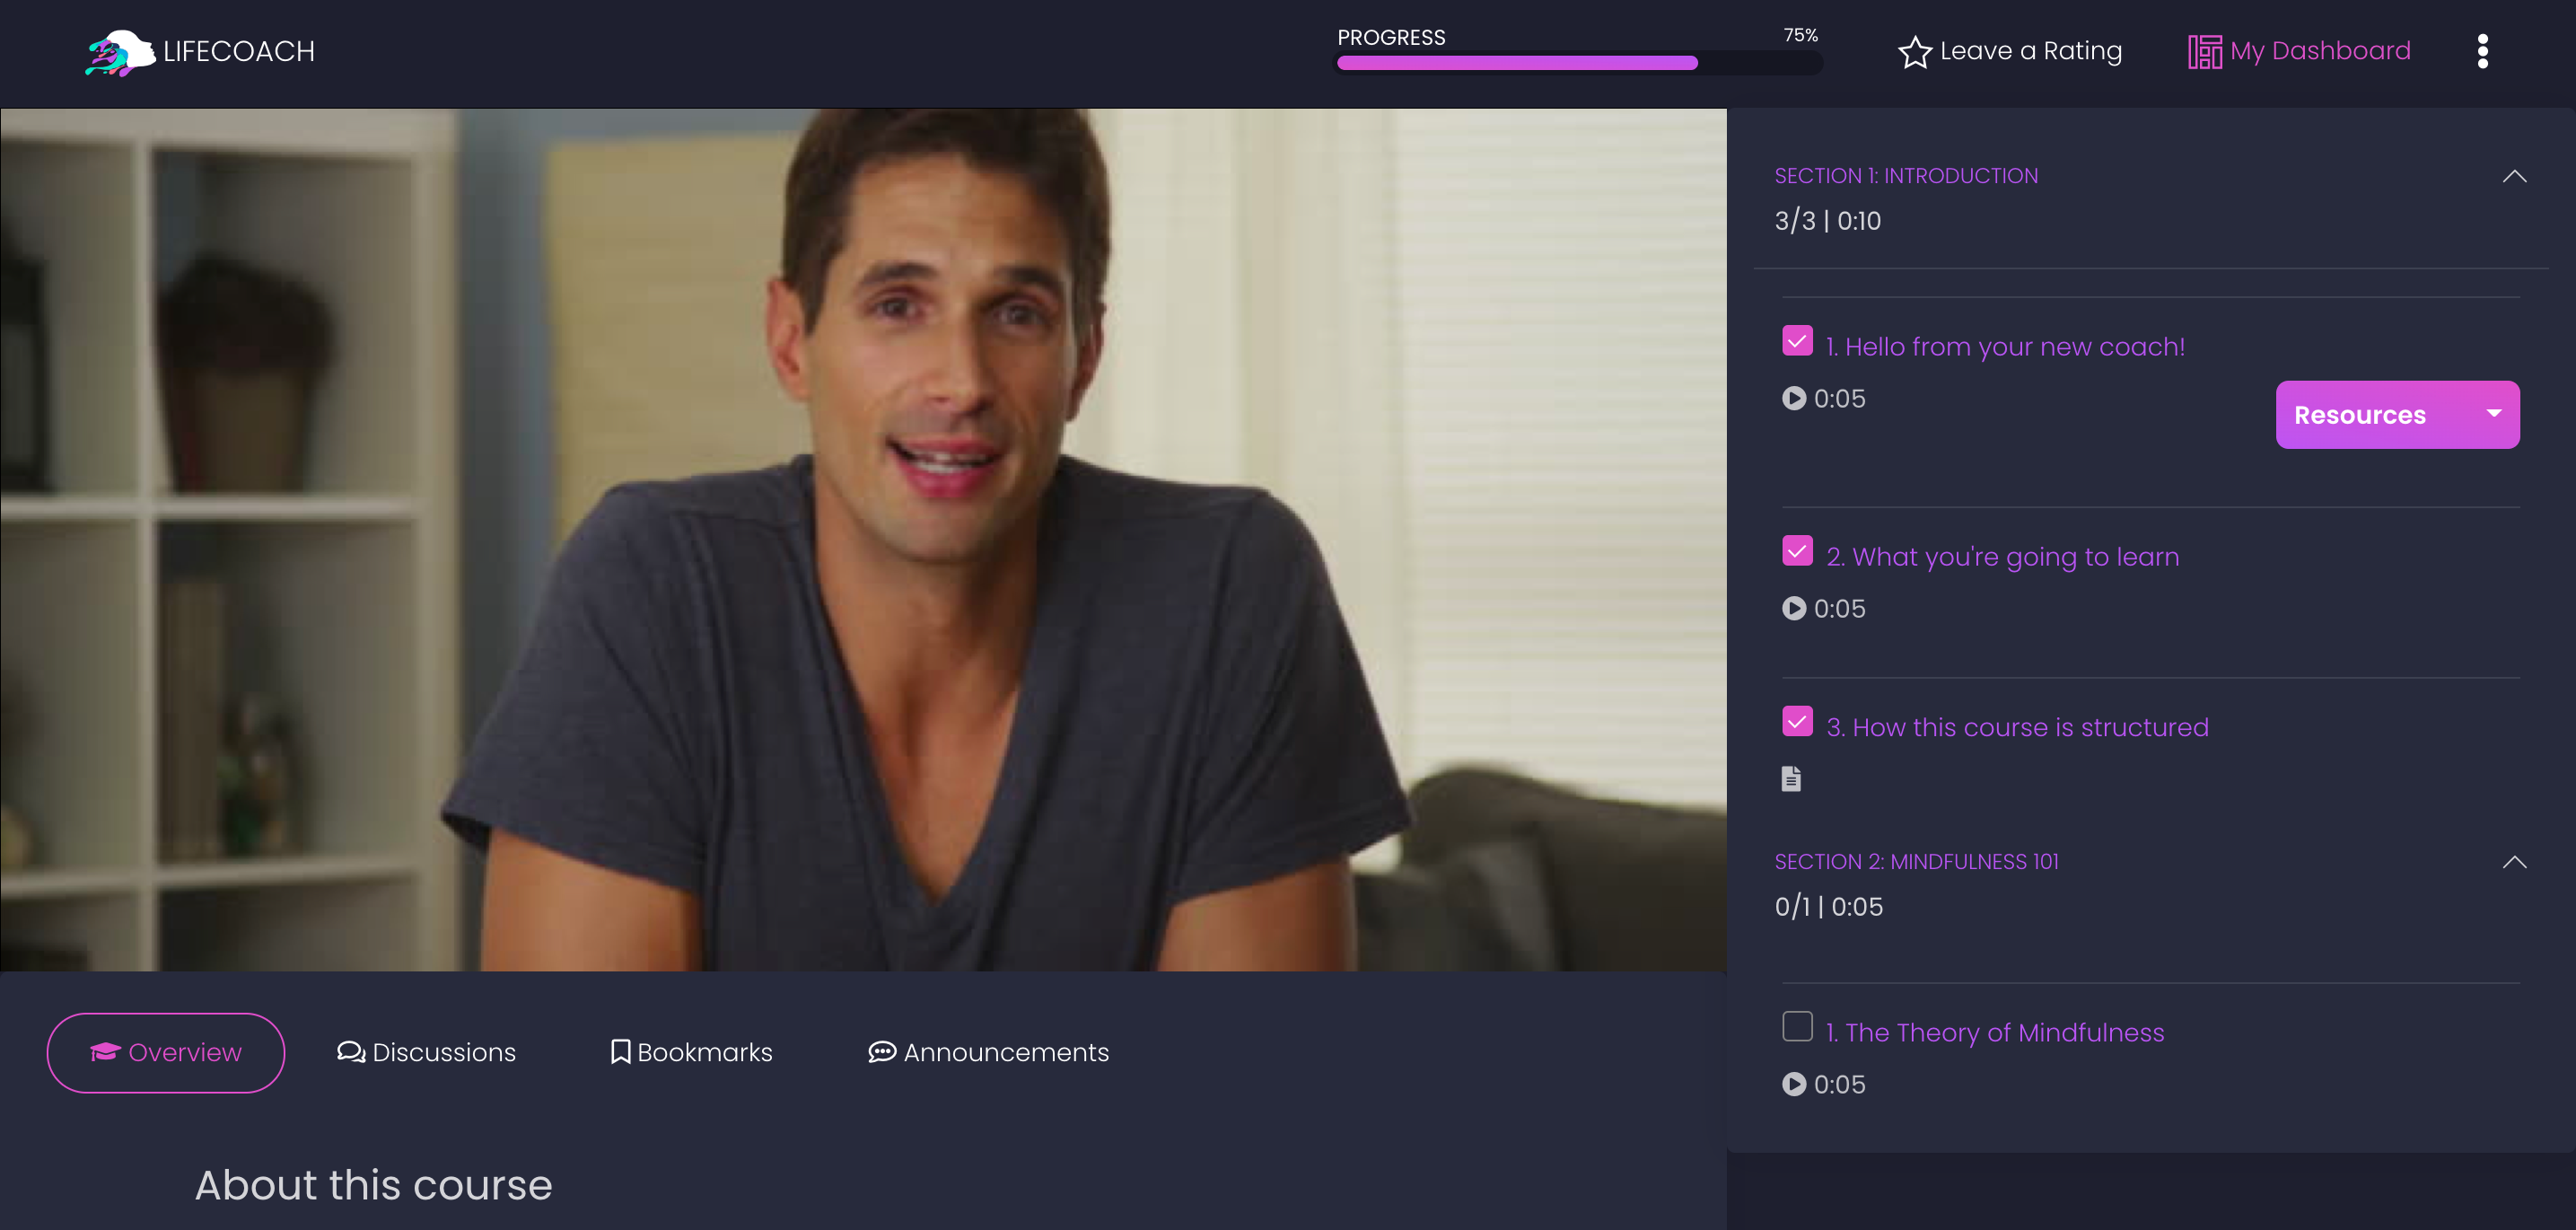 LIFECOACH
PROGRESS
75%
Leave a Rating
My Dashboard
SECTION 1: INTRODUCTION
3/3 | 0:10
1. Hello from your new coach!
0:05
Resources
2. What you're going to learn
0:05
3. How this course is structured
SECTION 2: MINDFULNESS 101
0/1 | 0:05
1. The Theory of Mindfulness
0:05
Overview
Discussions
Bookmarks
Announcements
About this course